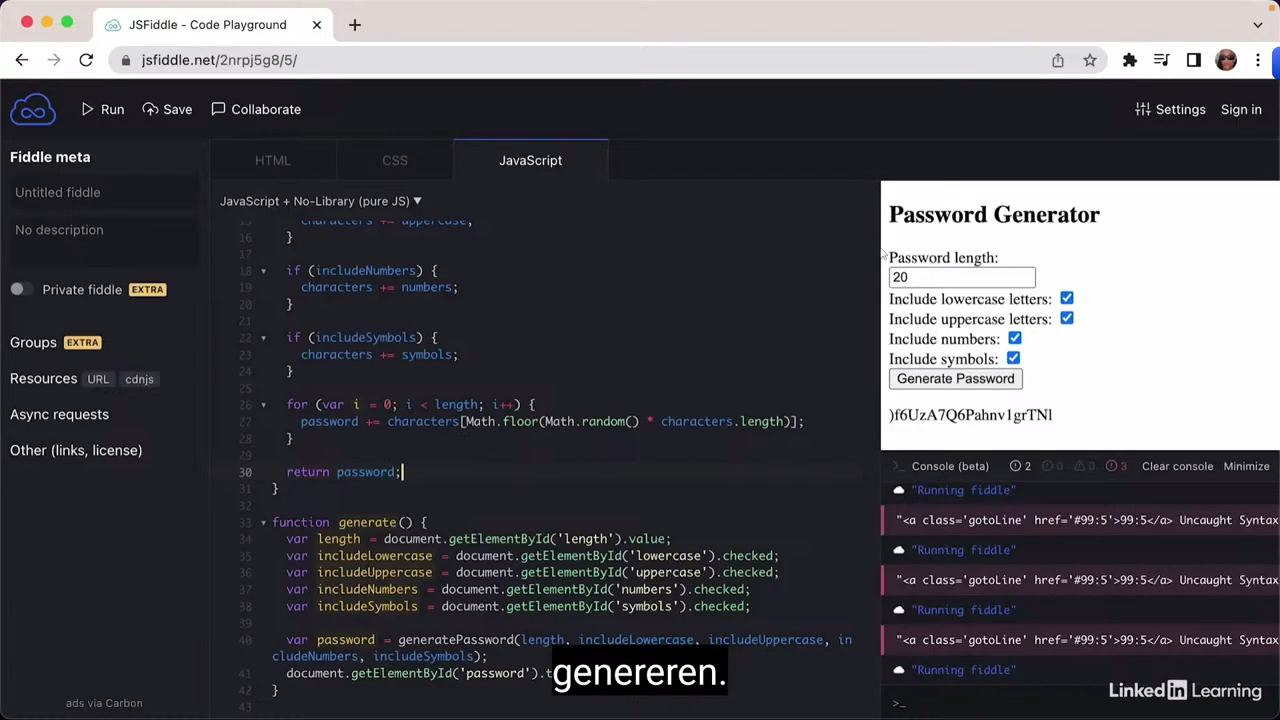 JSFiddle - Code Playground
jsfiddle.net/2nrpj5g8/5/
Run Save Collaborate Settings Sign in
Fiddle meta
Untitled fiddle
No description
Private fiddle EXTRA
Groups EXTRA
Resources URL cdnjs
Async requests
Other (links, license)
ads via Carbon
HTML CSS JavaScript
JavaScript + No-Library (pure JS) ▼
15 characters += uppercase;
16 }
17
18 if (includeNumbers) {
19 characters += numbers;
20 }
21
22 if (includeSymbols) {
23 characters += symbols;
24 }
25
26 for (var i = 0; i < length; i++) {
27 password += characters[Math.floor(Math.random() * characters.length)];
28 }
29
30 return password;
31 }
32
33 function generate() {
34 var length = document.getElementById('length').value;
35 var includeLowercase = document.getElementById('lowercase').checked;
36 var includeUppercase = document.getElementById('uppercase').checked;
37 var includeNumbers = document.getElementById('numbers').checked;
38 var includeSymbols = document.getElementById('symbols').checked;
39
40 var password = generatePassword(length, includeLowercase, includeUppercase, in
cludeNumbers, includeSymbols);
41 document.getElementById('password').t
42 }
43
Password Generator
Password length:
20
Include lowercase letters:
Include uppercase letters:
Include numbers:
Include symbols:
Generate Password
)f6UzA7Q6Pahnv1grTNl
Console (beta) 2 0 0 3 Clear console Minimize
"Running fiddle"
"<a class='gotoLine' href='#99:5'>99:5</a> Uncaught Syntax
"Running fiddle"
"<a class='gotoLine' href='#99:5'>99:5</a> Uncaught Syntax
"Running fiddle"
"<a class='gotoLine' href='#99:5'>99:5</a> Uncaught Syntax
"Running fiddle"
>_
genereren.
LinkedIn Learning